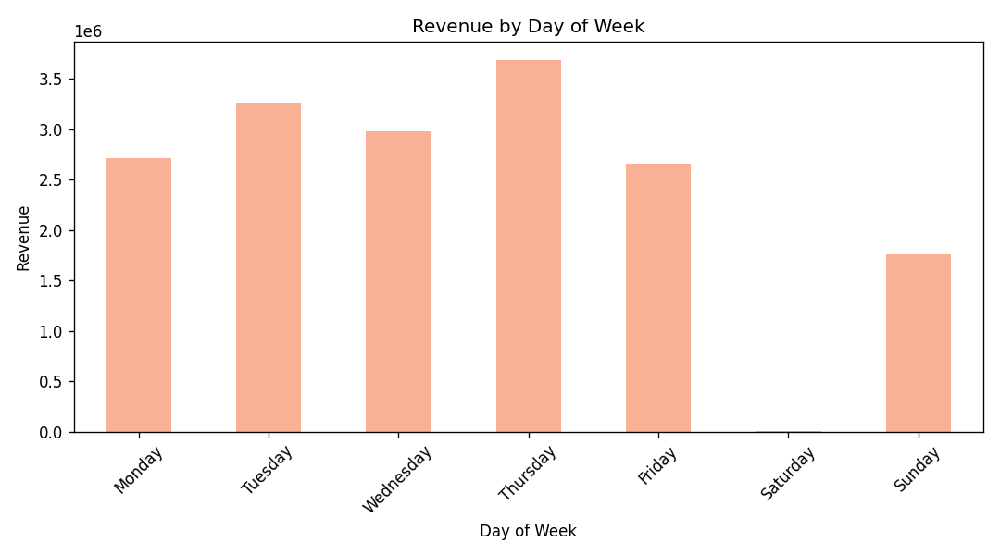 Revenue by Day of Week
1e6
3.5
3.0
2.5
2.0
1.5
1.0
0.5
0.0
Revenue
Monday
Tuesday
Wednesday
Thursday
Friday
Saturday
Sunday
Day of Week